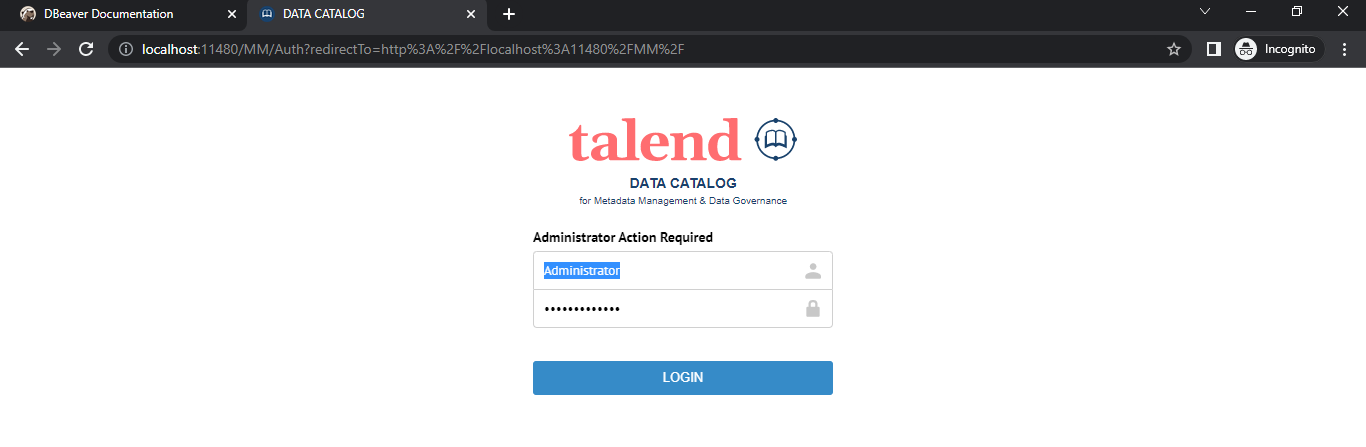 DBeaver Documentation
DATA CATALOG
localhost:11480/MM/Auth?redirectTo=http%3A%2F%2Flocalhost%3A11480%2FMM%2F
Incognito
talend
DATA CATALOG
for Metadata Management & Data Governance
Administrator Action Required
Administrator
•••••••••••••
LOGIN